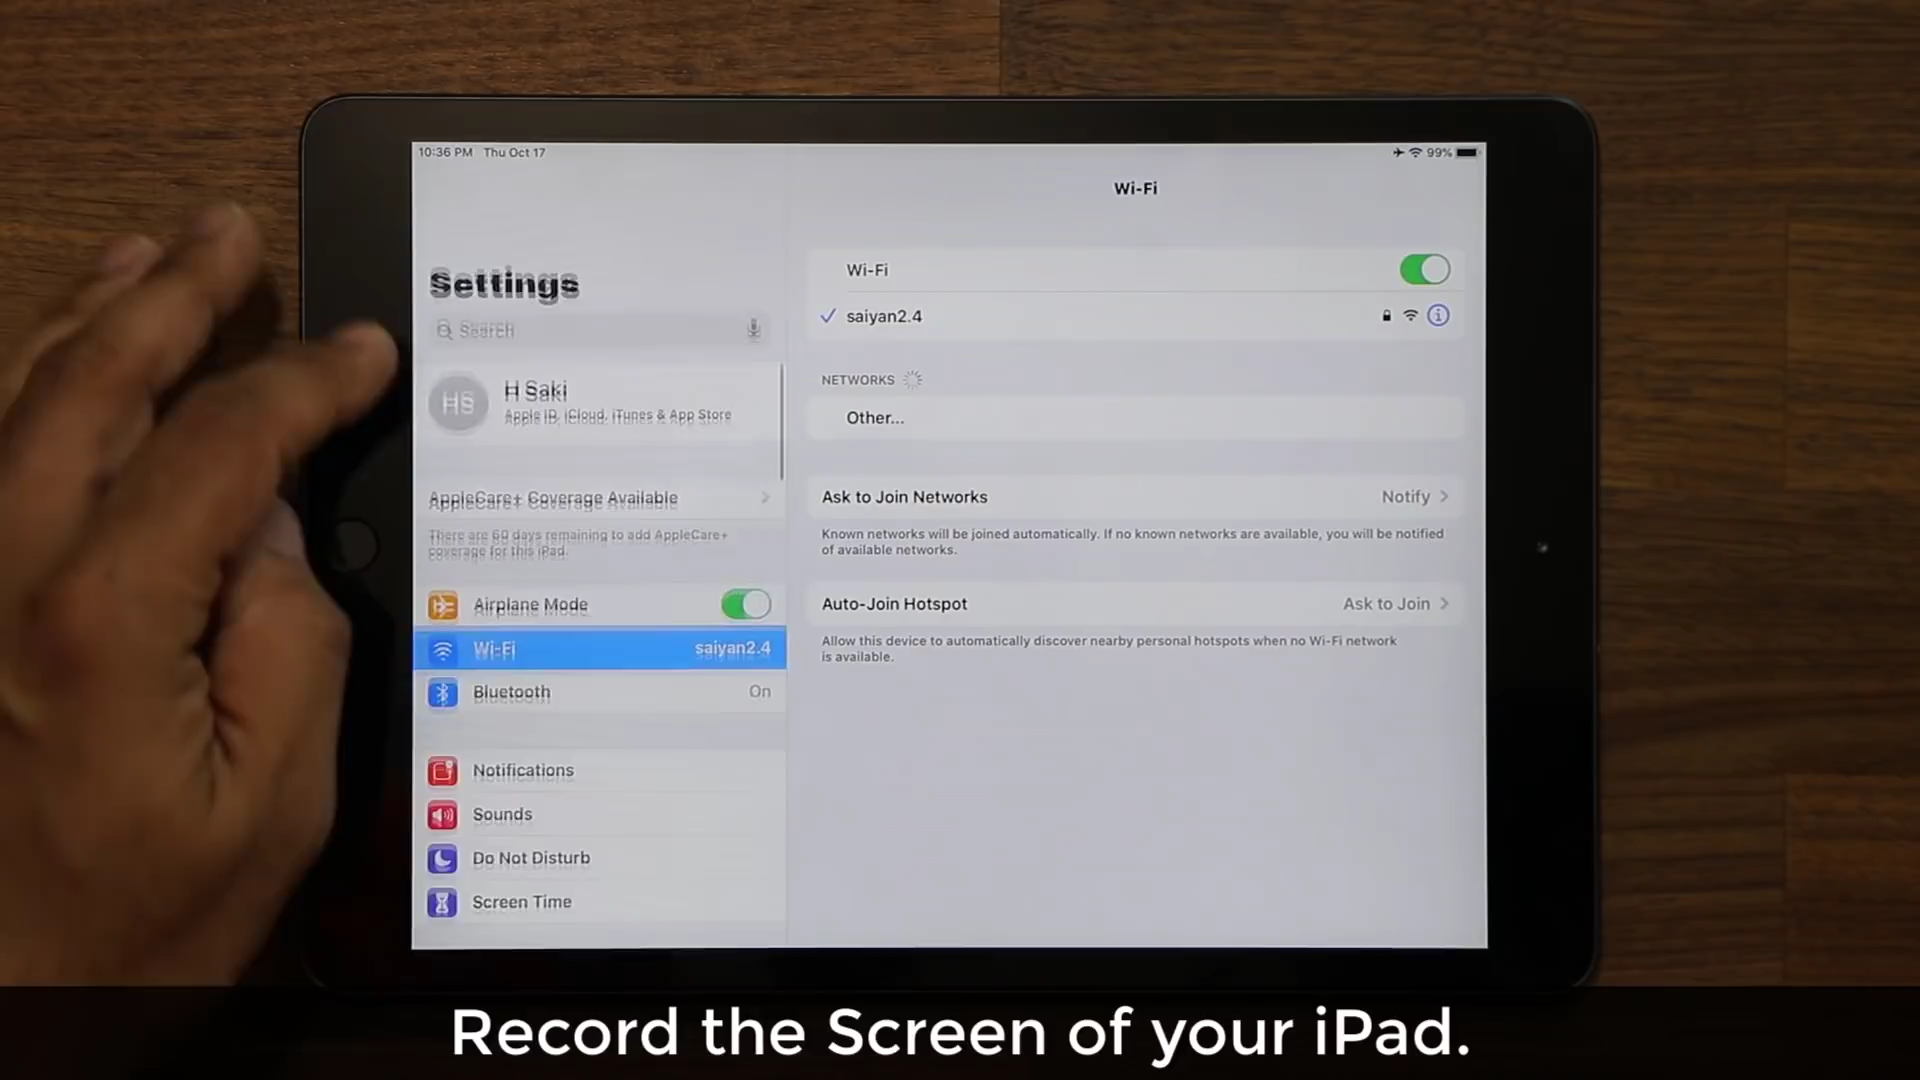 10:36 PM Thu Oct 17
99%
Wi-Fi
Settings
Search
HS
H Saki
Apple ID, iCloud, iTunes & App Store
AppleCare+ Coverage Available
There are 60 days remaining to add AppleCare+
coverage for this iPad.
Airplane Mode
Wi-Fi saiyan2.4
Bluetooth On
Notifications
Sounds
Do Not Disturb
Screen Time
Wi-Fi
saiyan2.4
NETWORKS
Other...
Ask to Join Networks Notify
Known networks will be joined automatically. If no known networks are available, you will be notified
of available networks.
Auto-Join Hotspot Ask to Join
Allow this device to automatically discover nearby personal hotspots when no Wi-Fi network
is available.
Record the Screen of your iPad.